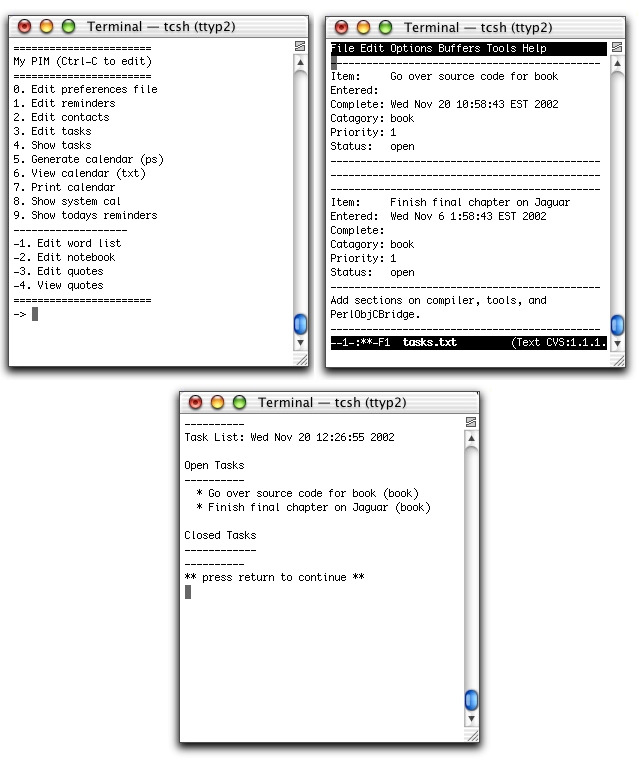 Terminal — tcsh (ttyp2)
=======================
My PIM (Ctrl-C to edit)
=======================
0. Edit preferences file
1. Edit reminders
2. Edit contacts
3. Edit tasks
4. Show tasks
5. Generate calendar (ps)
6. View calendar (txt)
7. Print calendar
8. Show system cal
9. Show todays reminders
-------------------
-1. Edit word list
-2. Edit notebook
-3. Edit quotes
-4. View quotes
=======================
->
Terminal — tcsh (ttyp2)
File Edit Options Buffers Tools Help
---------------------------------------------
Item: Go over source code for book
Entered:
Complete: Wed Nov 20 10:58:43 EST 2002
Catagory: book
Priority: 1
Status: open
---------------------------------------------
---------------------------------------------
---------------------------------------------
Item: Finish final chapter on Jaguar
Entered: Wed Nov 6 1:58:43 EST 2002
Complete:
Catagory: book
Priority: 1
Status: open
---------------------------------------------
Add sections on compiler, tools, and
PerlObjCBridge.
---------------------------------------------
--1-:**-F1 tasks.txt (Text CVS:1.1.1.
Terminal — tcsh (ttyp2)
----------
Task List: Wed Nov 20 12:26:55 2002
Open Tasks
----------
* Go over source code for book (book)
* Finish final chapter on Jaguar (book)
Closed Tasks
------------
----------
** press return to continue **